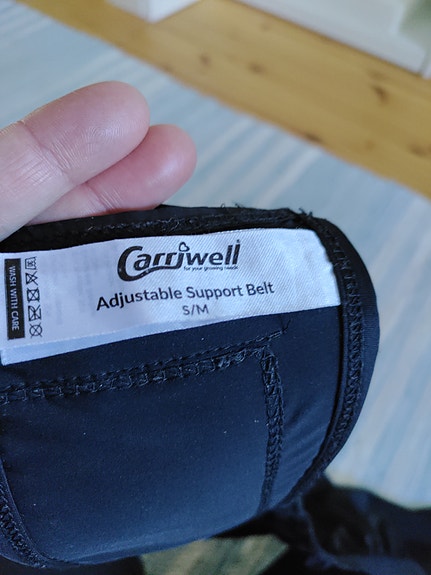 Carriwell
for your growing needs
Adjustable Support Belt
S/M
WASH WITH CARE